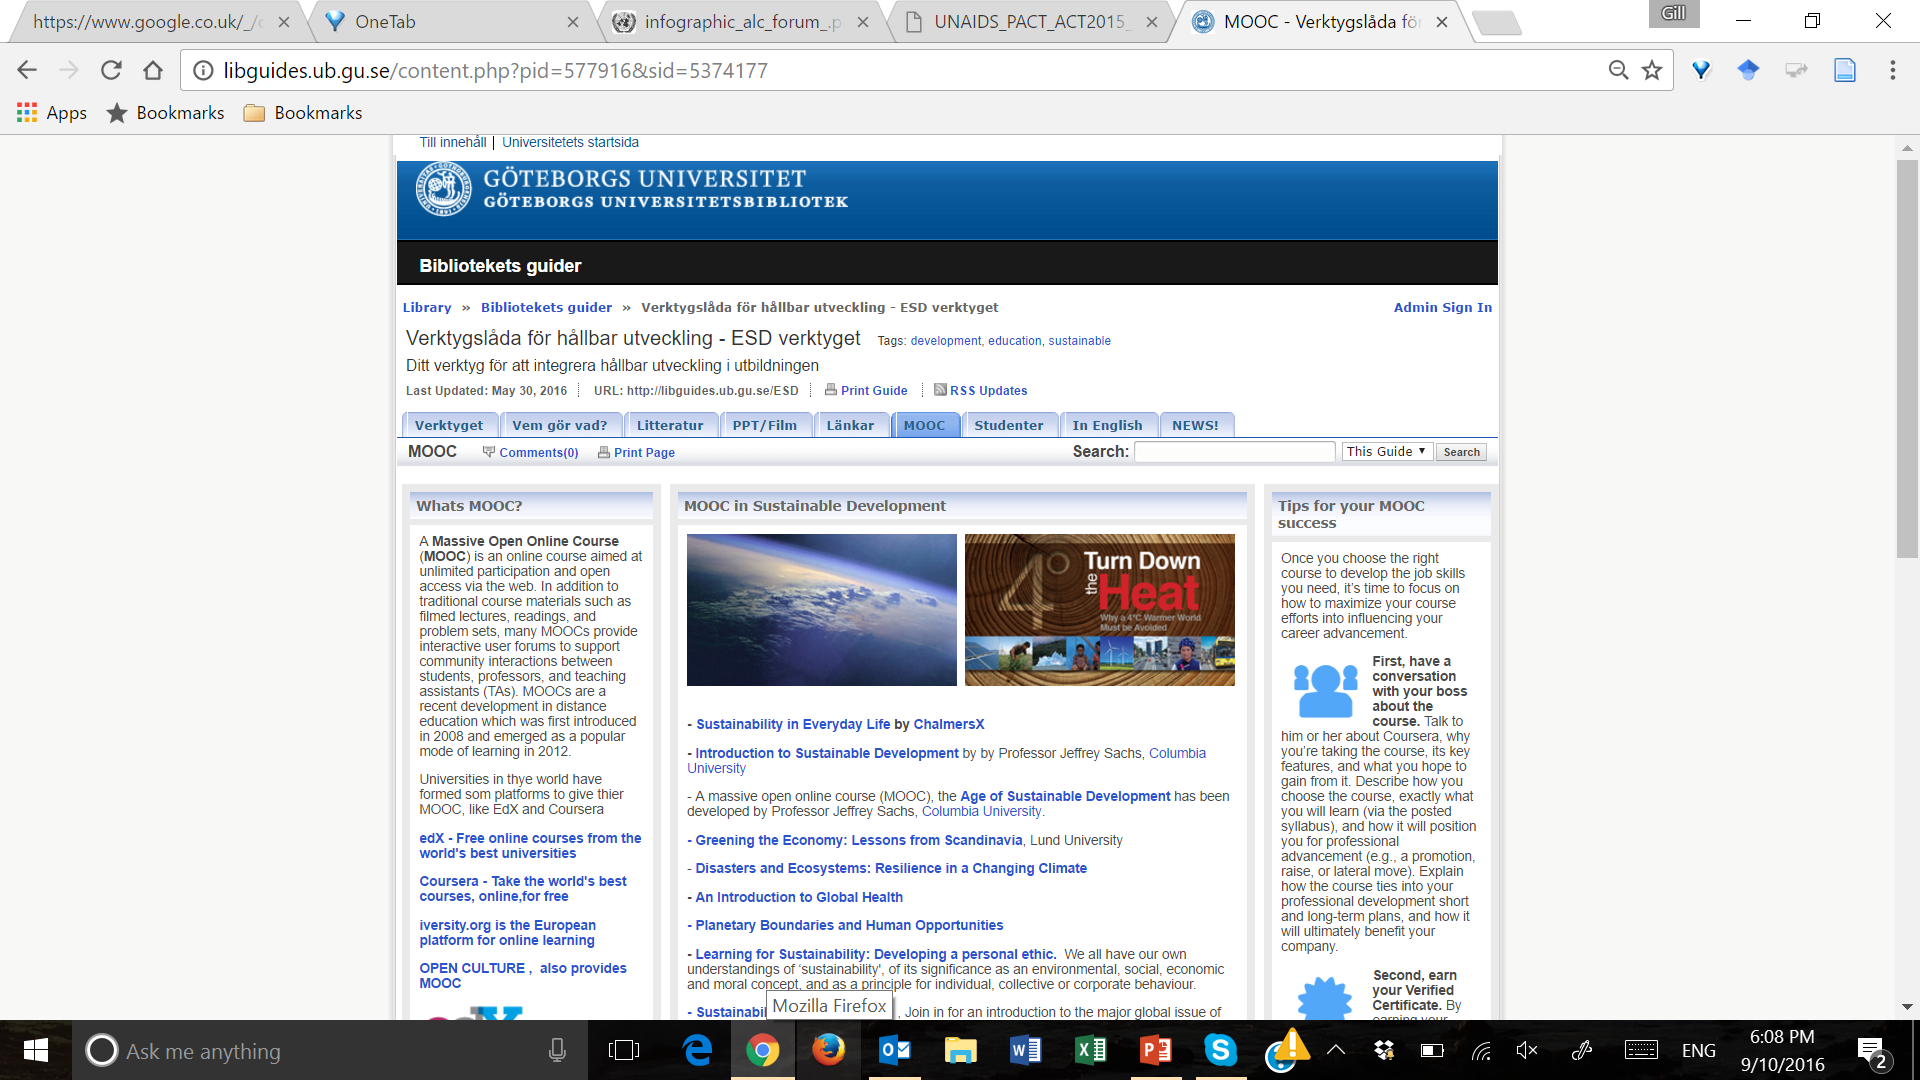 https://www.google.co.uk/_/c
OneTab
infographic_alc_forum_.p
UNAIDS_PACT_ACT2015_
MOOC - Verktygslåda för
Gill
libguides.ub.gu.se/content.php?pid=577916&sid=5374177
Apps
Bookmarks
Bookmarks
Till innehåll | Universitetets startsida
GÖTEBORGS UNIVERSITET
GÖTEBORGS UNIVERSITETSBIBLIOTEK
Bibliotekets guider
Library » Bibliotekets guider » Verktygslåda för hållbar utveckling - ESD verktyget
Admin Sign In
Verktygslåda för hållbar utveckling - ESD verktyget Tags: development, education, sustainable
Ditt verktyg för att integrera hållbar utveckling i utbildningen
Last Updated: May 30, 2016 URL: http://libguides.ub.gu.se/ESD Print Guide RSS Updates
Verktyget Vem gör vad? Litteratur PPT/Film Länkar MOOC Studenter In English NEWS!
MOOC Comments(0) Print Page Search: This Guide Search
Whats MOOC?
A Massive Open Online Course
(MOOC) is an online course aimed at
unlimited participation and open
access via the web. In addition to
traditional course materials such as
filmed lectures, readings, and
problem sets, many MOOCs provide
interactive user forums to support
community interactions between
students, professors, and teaching
assistants (TAs). MOOCs are a
recent development in distance
education which was first introduced
in 2008 and emerged as a popular
mode of learning in 2012.
Universities in thye world have
formed som platforms to give thier
MOOC, like EdX and Coursera
edX - Free online courses from the
world's best universities
Coursera - Take the world's best
courses, online,for free
iversity.org is the European
platform for online learning
OPEN CULTURE , also provides
MOOC
MOOC in Sustainable Development
4°
Turn Down
the Heat
Why a 4°C Warmer World
Must be Avoided
- Sustainability in Everyday Life by ChalmersX
- Introduction to Sustainable Development by by Professor Jeffrey Sachs, Columbia
University
- A massive open online course (MOOC), the Age of Sustainable Development has been
developed by Professor Jeffrey Sachs, Columbia University.
- Greening the Economy: Lessons from Scandinavia, Lund University
- Disasters and Ecosystems: Resilience in a Changing Climate
- An Introduction to Global Health
- Planetary Boundaries and Human Opportunities
- Learning for Sustainability: Developing a personal ethic. We all have our own
understandings of 'sustainability', of its significance as an environmental, social, economic
and moral concept, and as a principle for individual, collective or corporate behaviour.
- Sustainabi , Join in for an introduction to the major global issue of
Mozilla Firefox
Tips for your MOOC
success
Once you choose the right
course to develop the job skills
you need, it's time to focus on
how to maximize your course
efforts into influencing your
career advancement.
First, have a
conversation
with your boss
about the
course. Talk to
him or her about Coursera, why
you're taking the course, its key
features, and what you hope to
gain from it. Describe how you
choose the course, exactly what
you will learn (via the posted
syllabus), and how it will position
you for professional
advancement (e.g., a promotion,
raise, or lateral move). Explain
how the course ties into your
professional development short
and long-term plans, and how it
will ultimately benefit your
company.
Second, earn
your Verified
Certificate. By
earning your
Ask me anything
ENG
6:08 PM
9/10/2016
2